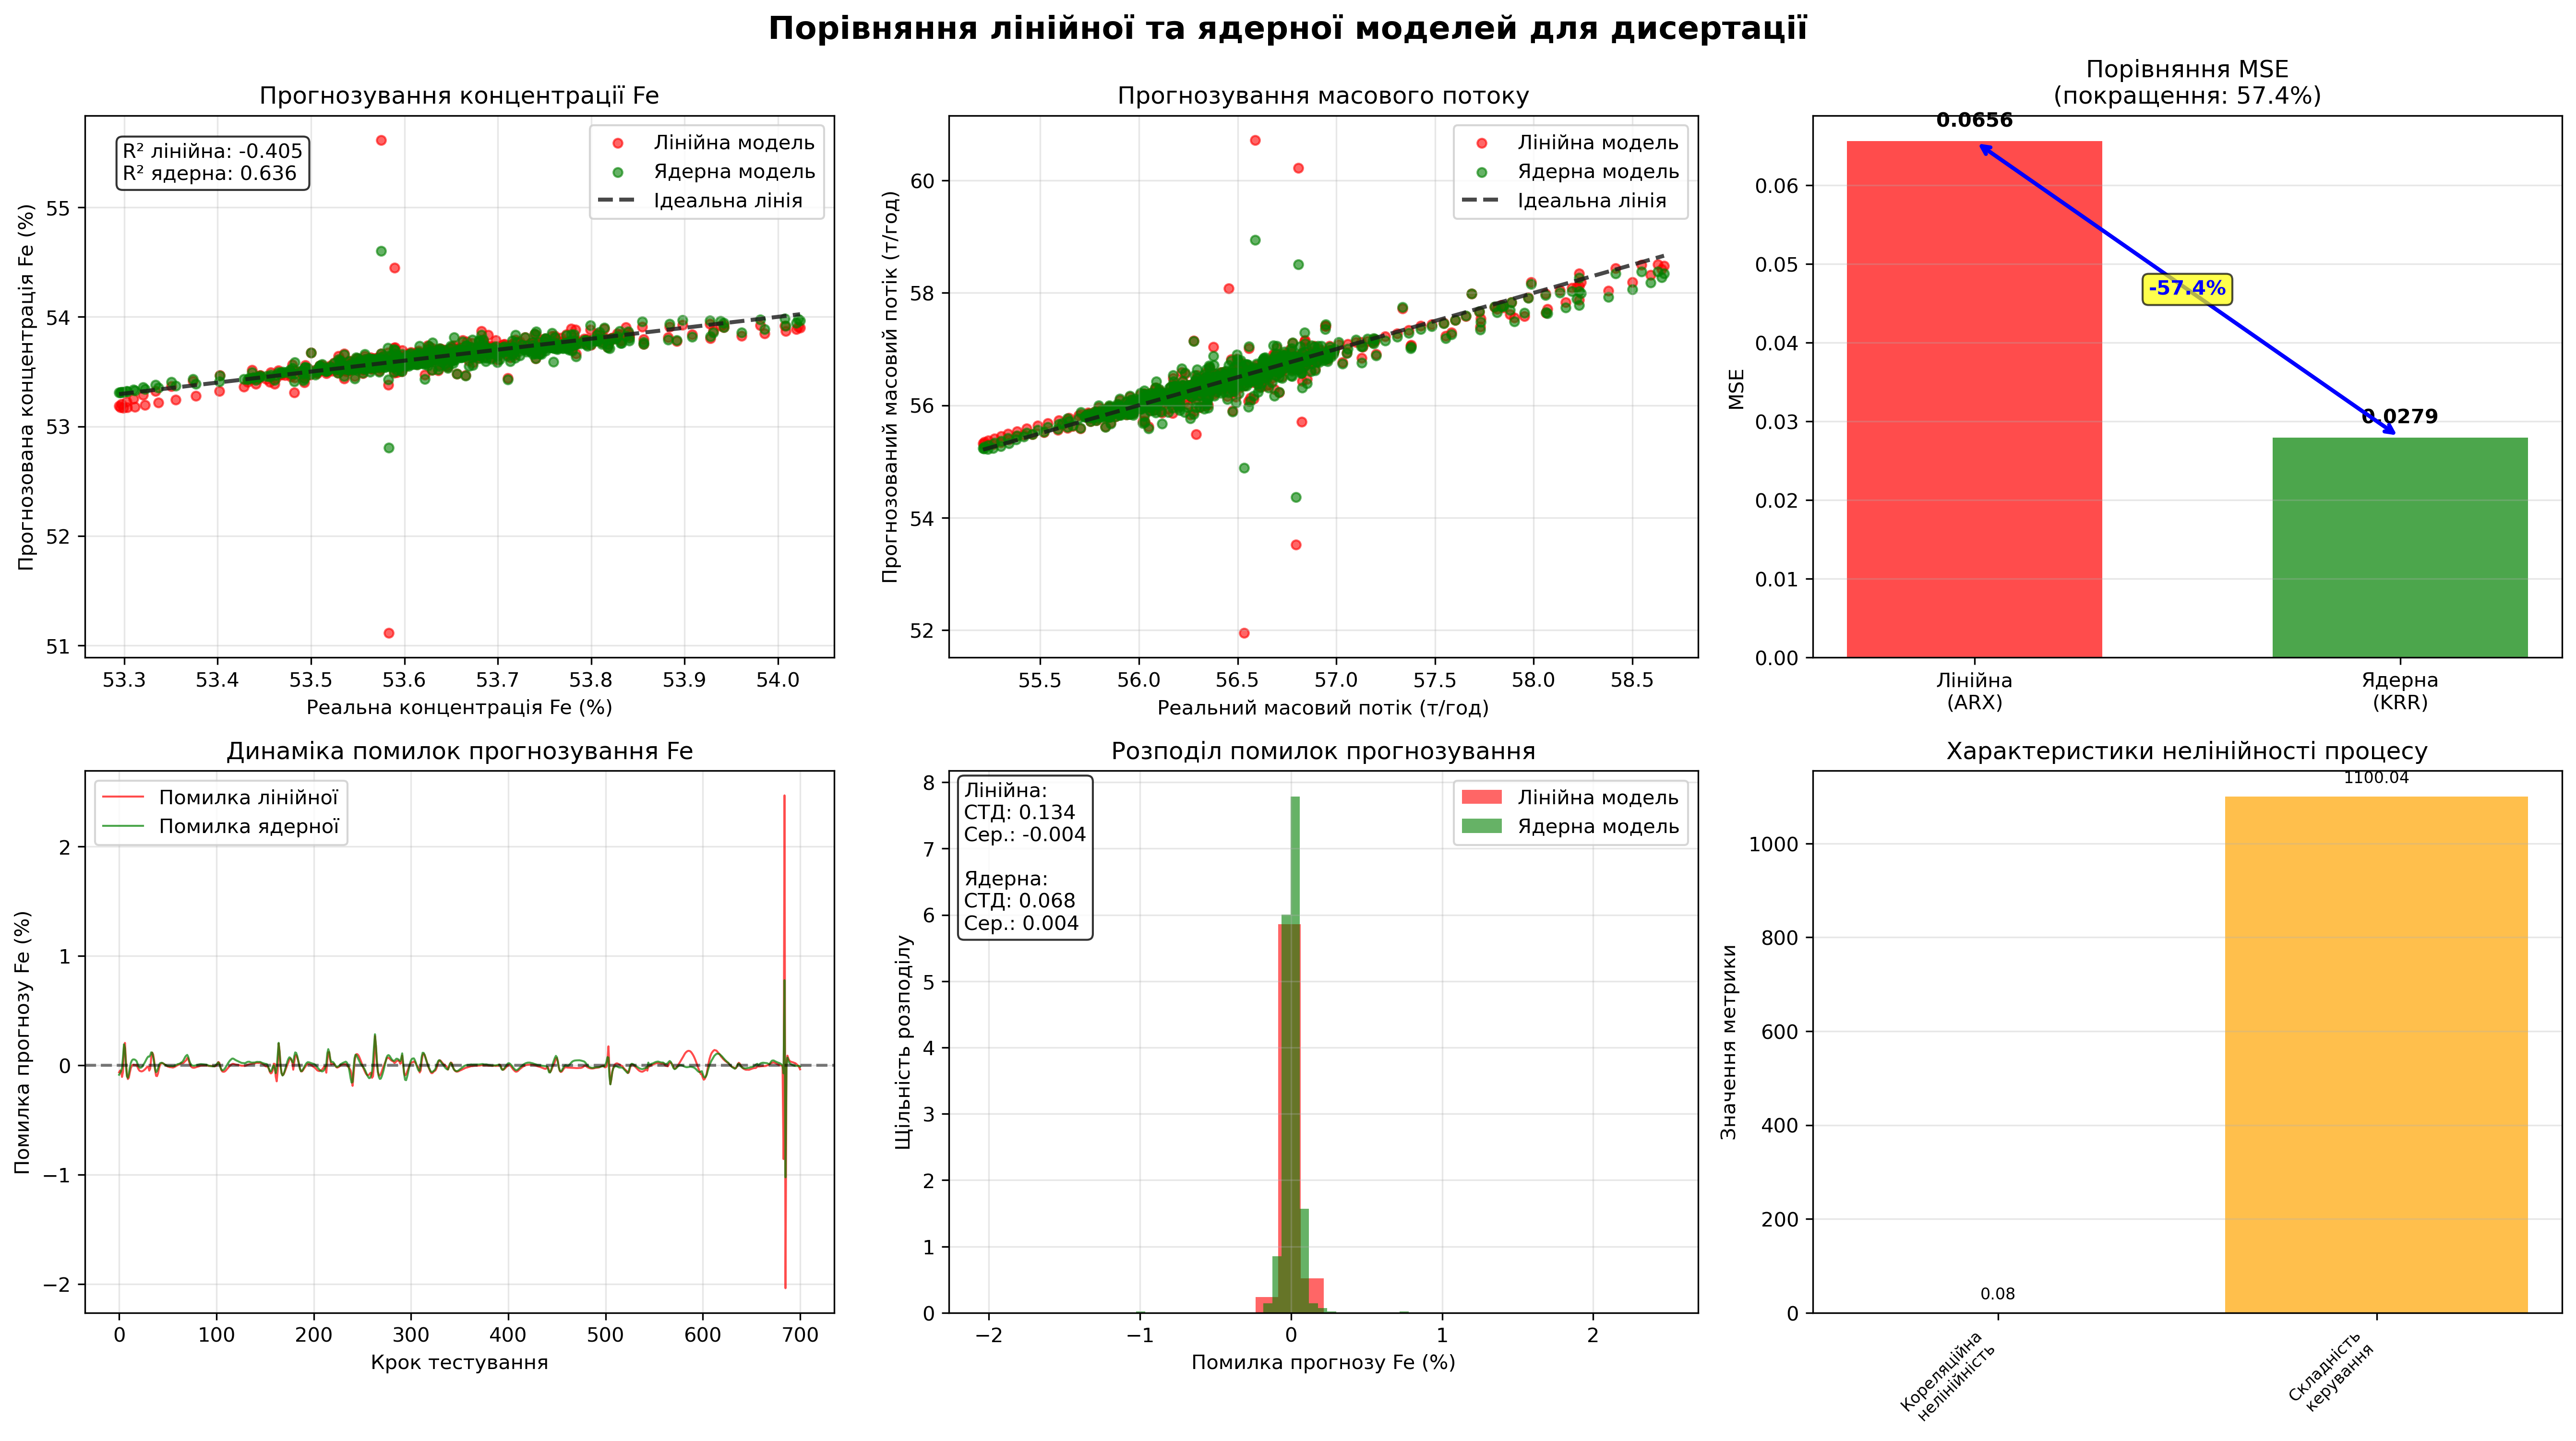 Порівняння лінійної та ядерної моделей для дисертації
Прогнозування концентрації Fe
R² лінійна: -0.405
R² ядерна: 0.636
Лінійна модель
Ядерна модель
Ідеальна лінія
Прогнозована концентрація Fe (%)
55
54
53
52
51
53.3 53.4 53.5 53.6 53.7 53.8 53.9 54.0
Реальна концентрація Fe (%)
Прогнозування масового потоку
Лінійна модель
Ядерна модель
Ідеальна лінія
Прогнозований масовий потік (т/год)
60
58
56
54
52
55.5 56.0 56.5 57.0 57.5 58.0 58.5
Реальний масовий потік (т/год)
Порівняння MSE
(покращення: 57.4%)
0.0656
-57.4%
0.0279
MSE
0.06
0.05
0.04
0.03
0.02
0.01
0.00
Лінійна
(ARX)
Ядерна
(KRR)
Динаміка помилок прогнозування Fe
Помилка лінійної
Помилка ядерної
Помилка прогнозу Fe (%)
2
1
0
−1
−2
0 100 200 300 400 500 600 700
Крок тестування
Розподіл помилок прогнозування
Лінійна:
СТД: 0.134
Сер.: -0.004
Ядерна:
СТД: 0.068
Сер.: 0.004
Лінійна модель
Ядерна модель
Щільність розподілу
8
7
6
5
4
3
2
1
0
−2 −1 0 1 2
Помилка прогнозу Fe (%)
Характеристики нелінійності процесу
1100.04
0.08
Значення метрики
1000
800
600
400
200
0
Кореляційна
нелінійність
Складність
керування